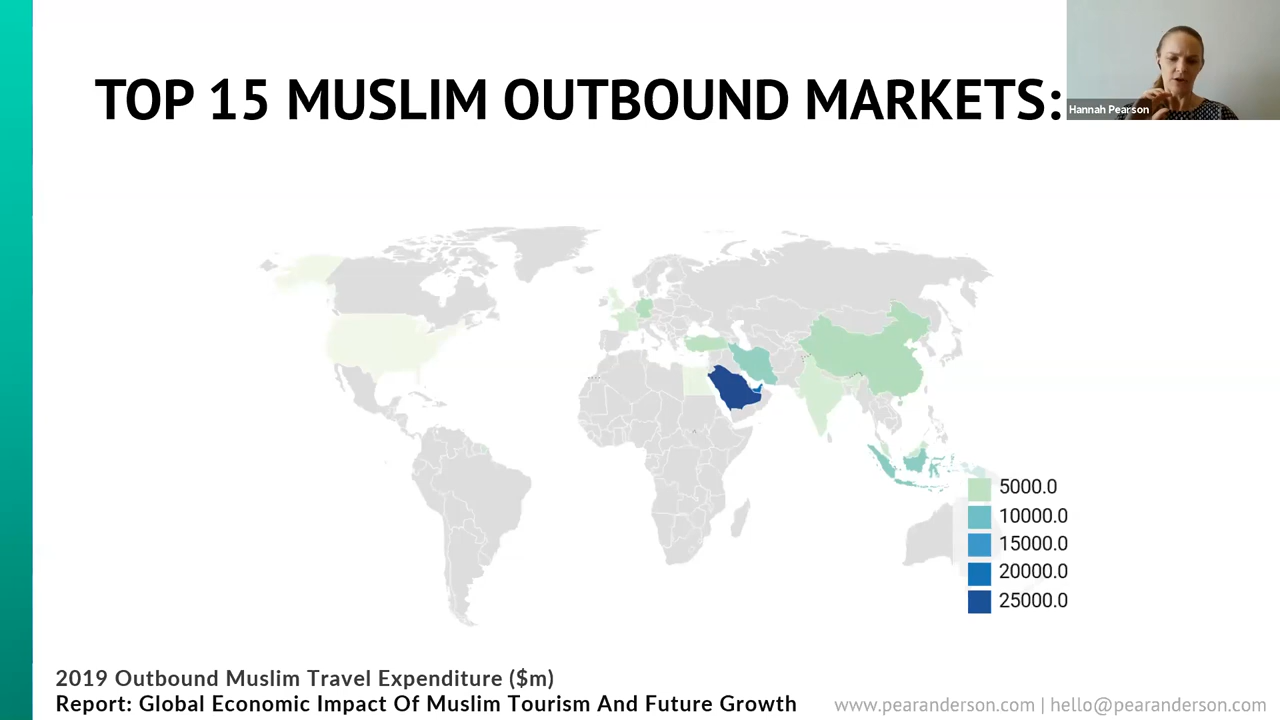 TOP 15 MUSLIM OUTBOUND MARKETS:
Hannah Pearson
5000.0
10000.0
15000.0
20000.0
25000.0
2019 Outbound Muslim Travel Expenditure ($m)
Report: Global Economic Impact Of Muslim Tourism And Future Growth
www.pearanderson.com | hello@pearanderson.com